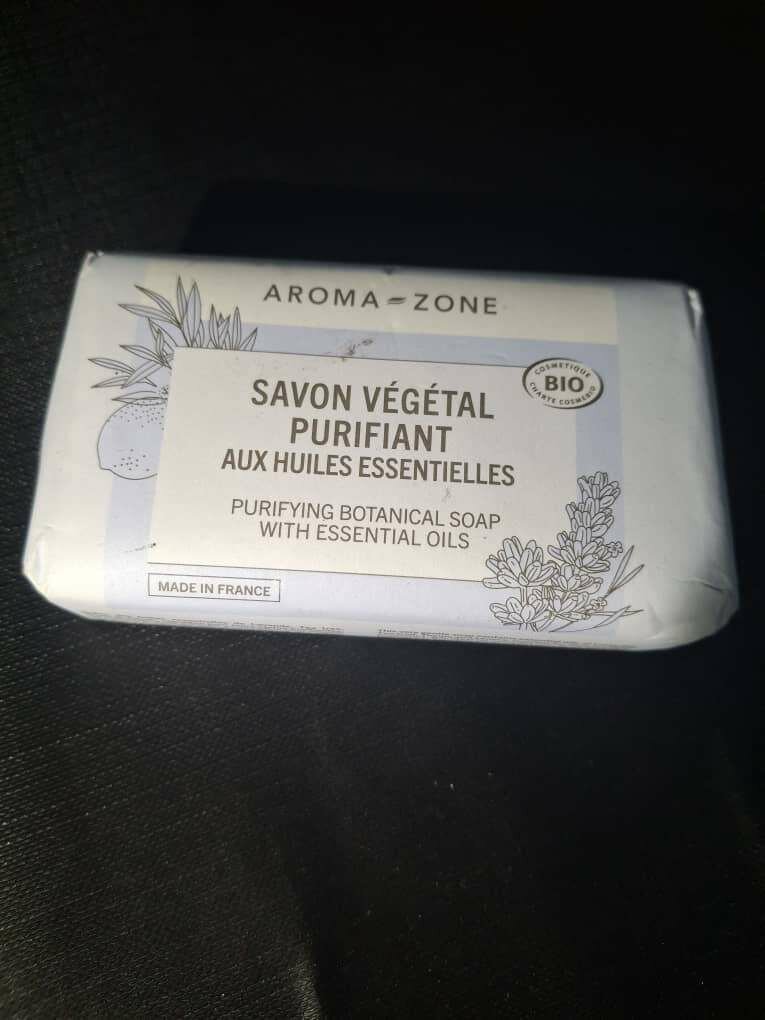 AROMA ZONE
COSMETIQUE
BIO
CHARTE COSMEBIO
SAVON VÉGÉTAL
PURIFIANT
AUX HUILES ESSENTIELLES
PURIFYING BOTANICAL SOAP
WITH ESSENTIAL OILS
MADE IN FRANCE